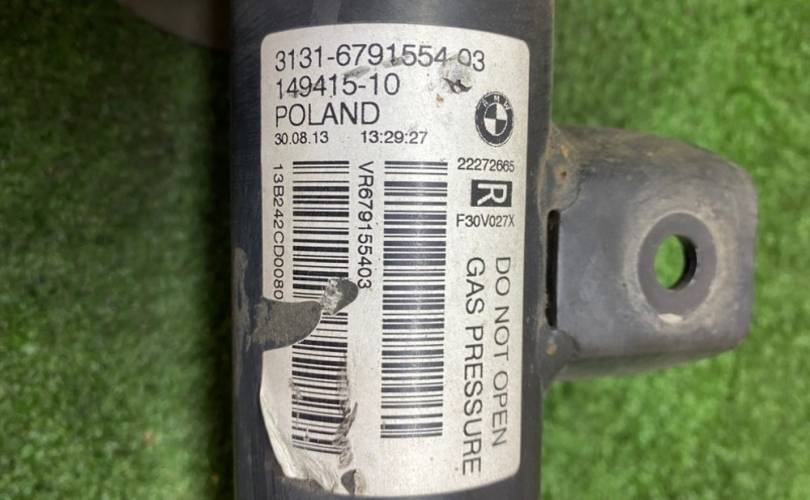 3131-6791554 03
149415-10
POLAND
30.08.13 13:29:27
BMW
22272665
R
F30V027X
13B242CD0080
VR679155403
DO NOT OPEN
GAS PRESSURE